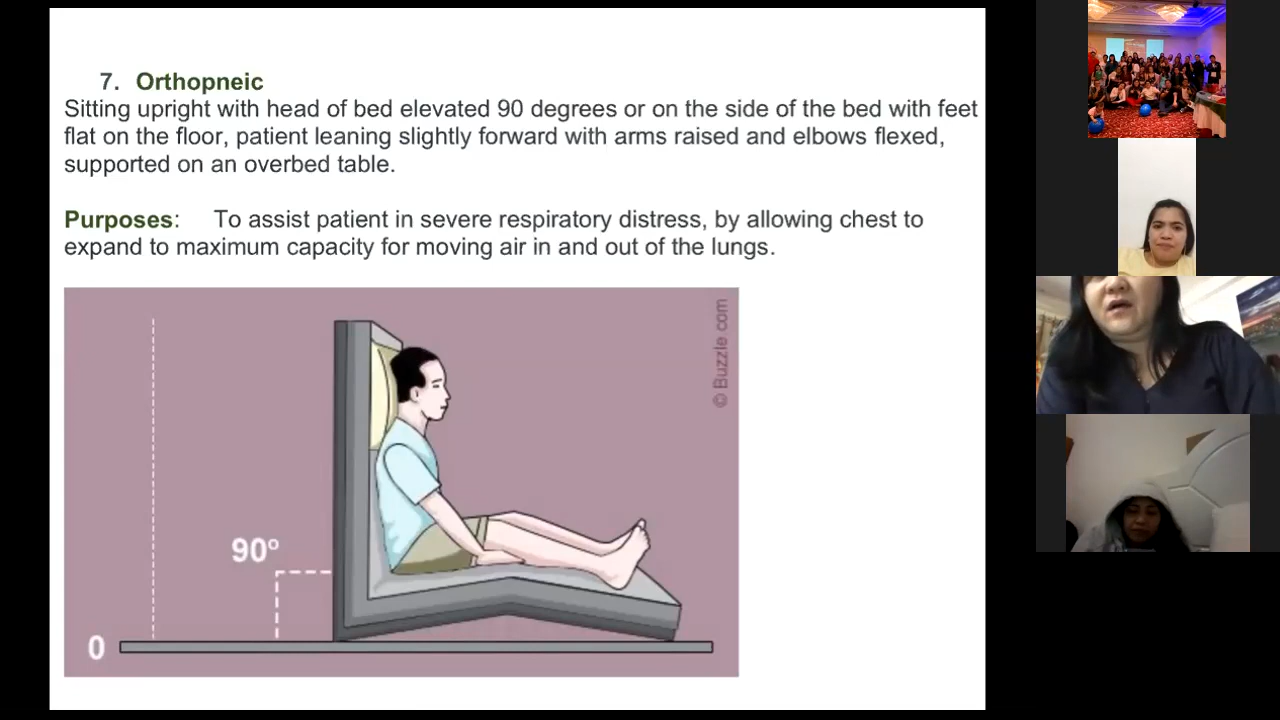 7. Orthopneic
Sitting upright with head of bed elevated 90 degrees or on the side of the bed with feet
flat on the floor, patient leaning slightly forward with arms raised and elbows flexed,
supported on an overbed table.
Purposes: To assist patient in severe respiratory distress, by allowing chest to
expand to maximum capacity for moving air in and out of the lungs.
© Buzzle com
90º
0